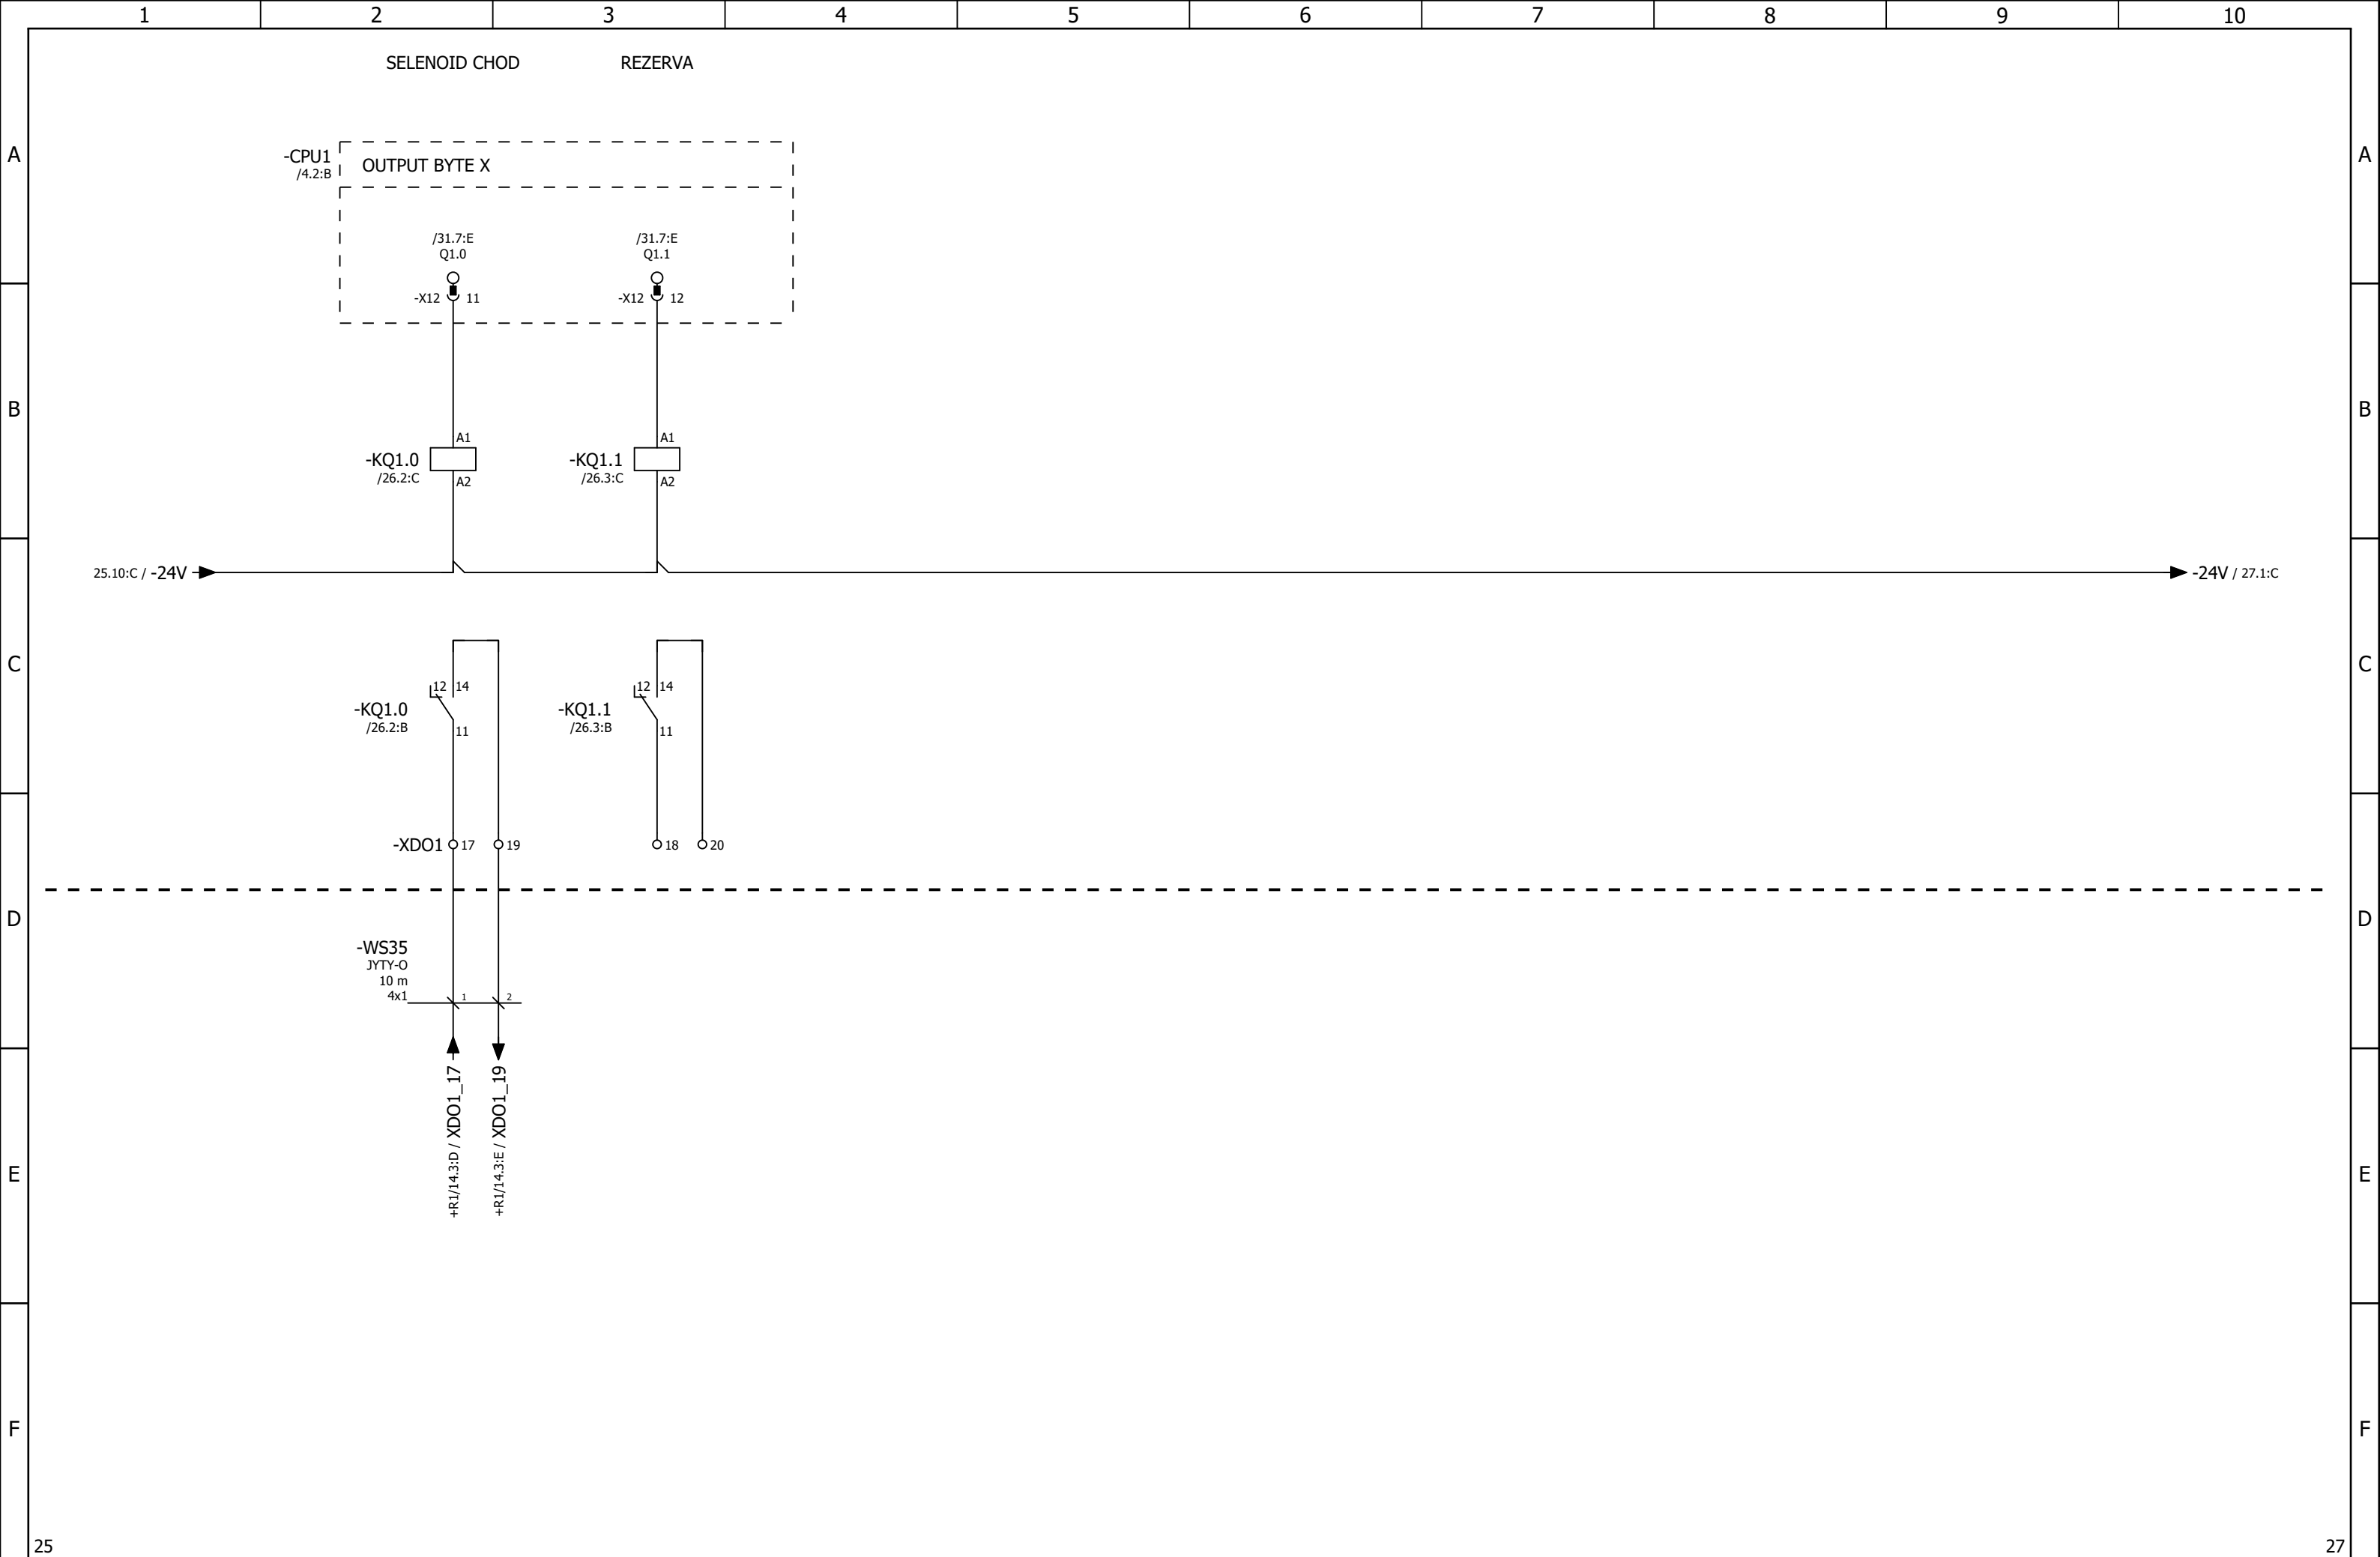 1 2 3 4 5 6 7 8 9 10
SELENOID CHOD REZERVA
A A
-CPU1 OUTPUT BYTE X
/4.2:B
/31.7:E /31.7:E
Q1.0 Q1.1
-X12 11 -X12 12
B B
A1 A1
-KQ1.0 -KQ1.1
/26.2:C /26.3:C
A2 A2
25.10:C / -24V -24V / 27.1:C
C C
12 14 12 14
-KQ1.0 -KQ1.1
/26.2:B /26.3:B
11 11
-XDO1 17 19 18 20
D D
-WS35
JYTY-O
10 m
4x1 1 2
+R1/14.3:D / XDO1_17
+R1/14.3:E / XDO1_19
E E
F F
25 27